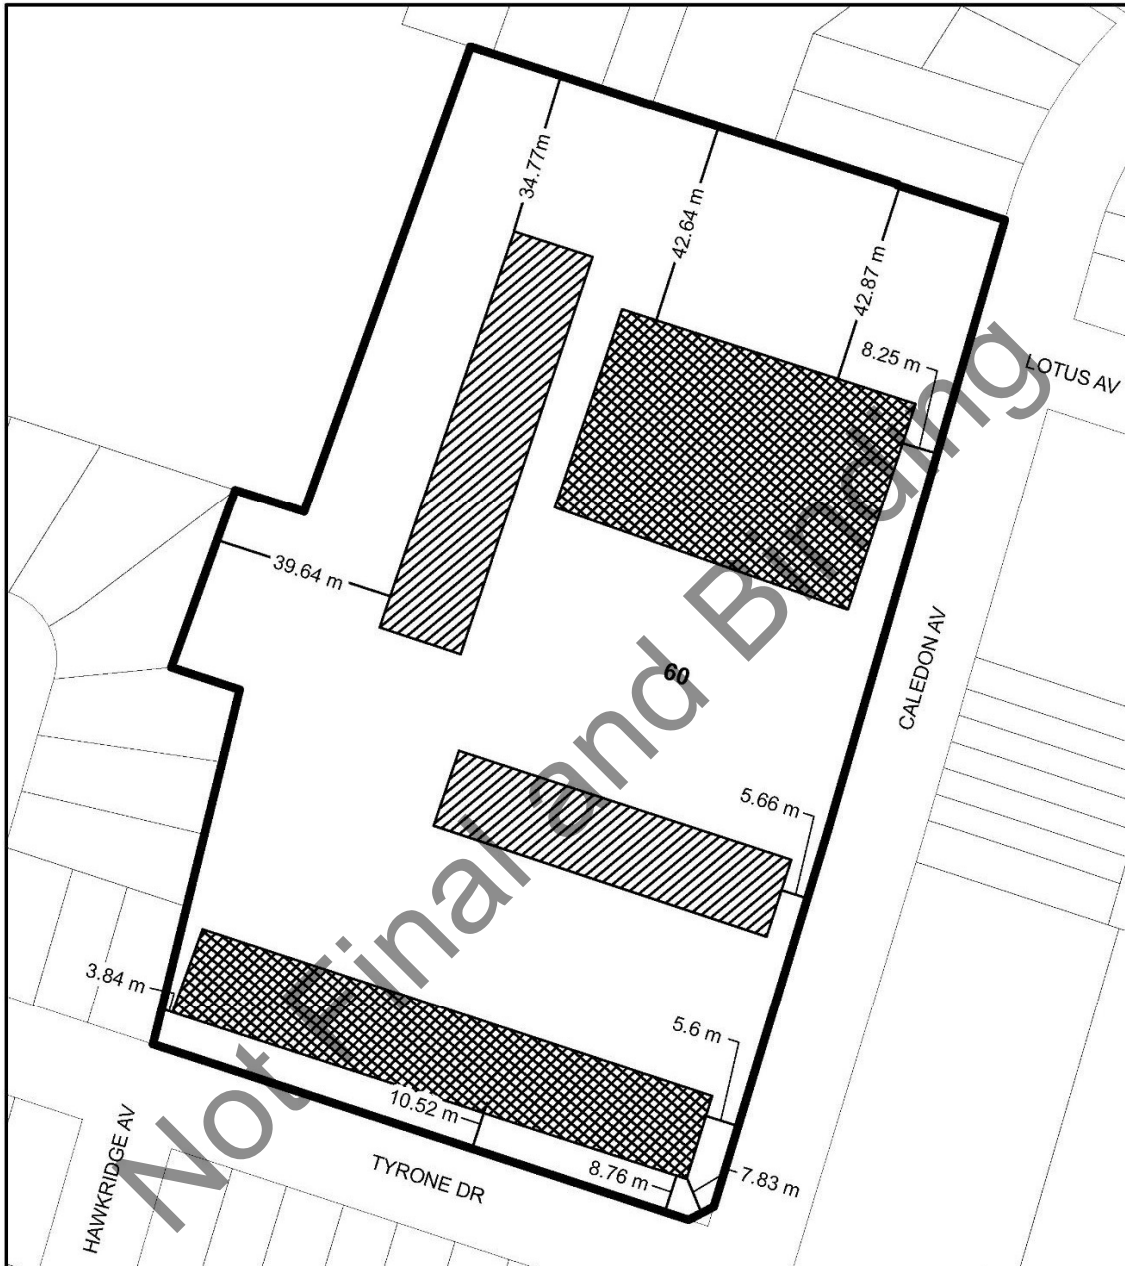 34.77m
42.64 m
42.87 m
8.25 m
LOTUS AV
39.64 m
60
CALEDON AV
5.66 m
3.84 m
5.6 m
10.52 m
8.76 m
7.83 m
TYRONE DR
HAWKRIDGE AV
Not Final and Binding